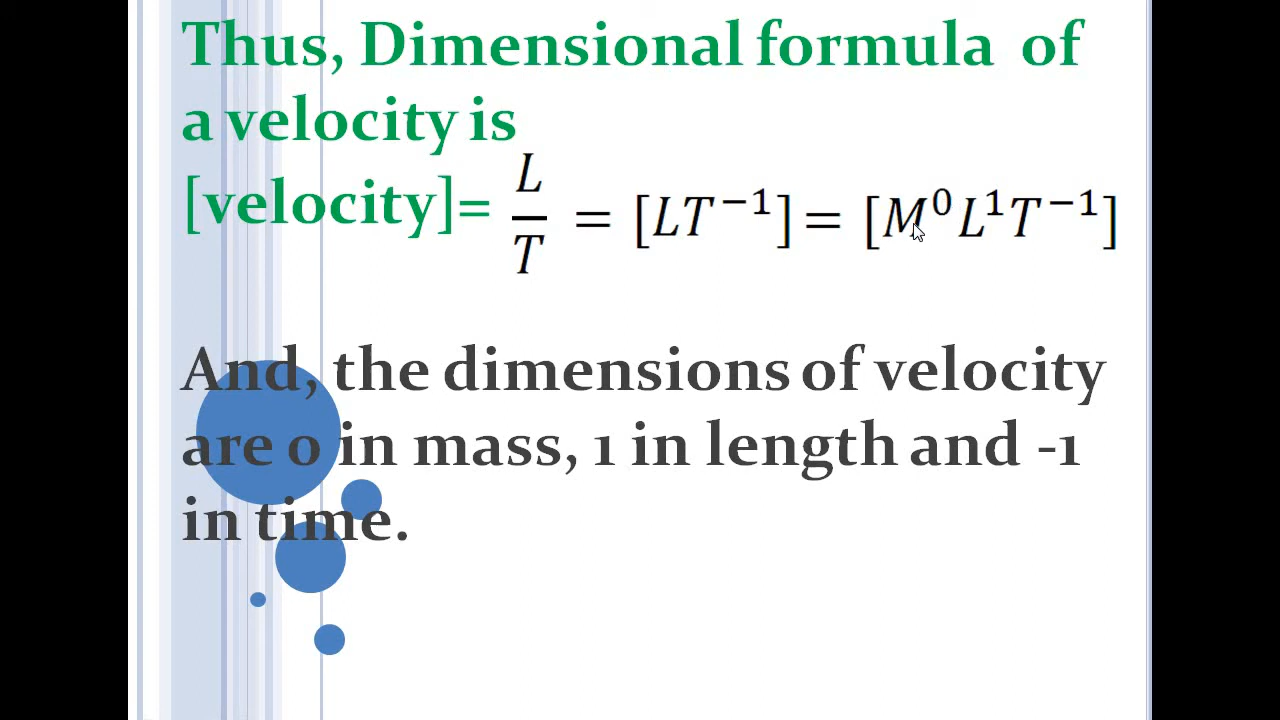 Thus, Dimensional formula of
a velocity is
[velocity]= L/T = [LT⁻¹] = [M⁰L¹T⁻¹]
And, the dimensions of velocity
are 0 in mass, 1 in length and -1
in time.